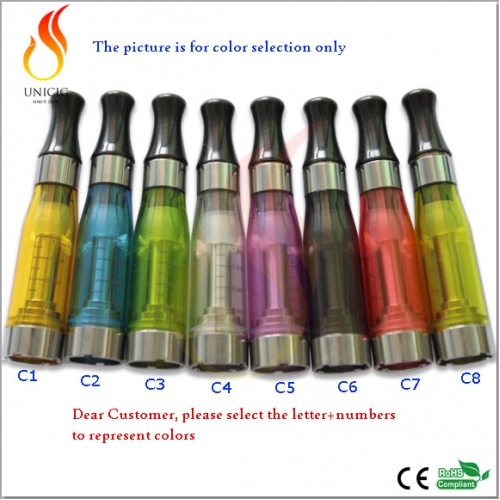 The picture is for color selection only
UNICIG
C1 C2 C3 C4 C5 C6 C7 C8
Dear Customer, please select the letter+numbers
to represent colors
CE RoHS
Compliant